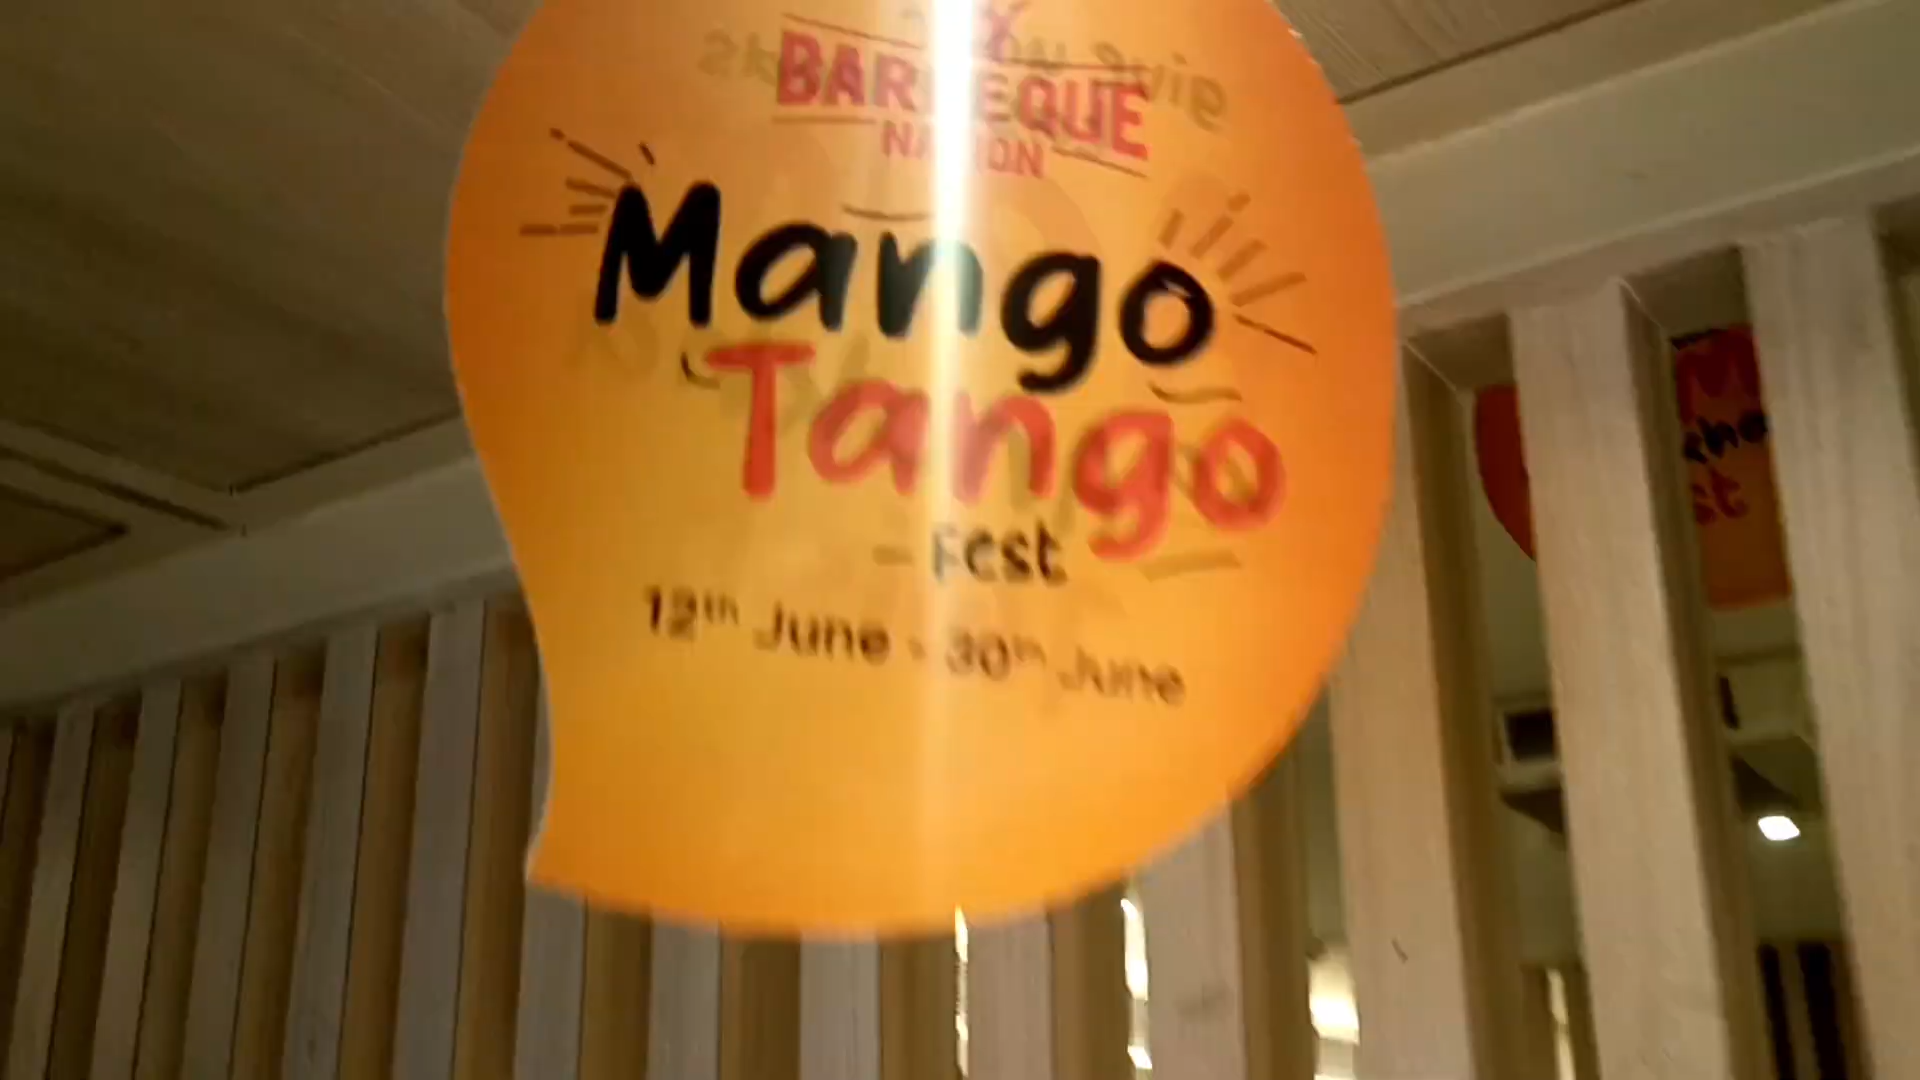 BARBEQUE
NATION
Mango
Tango
Fest
12th June - 30th June